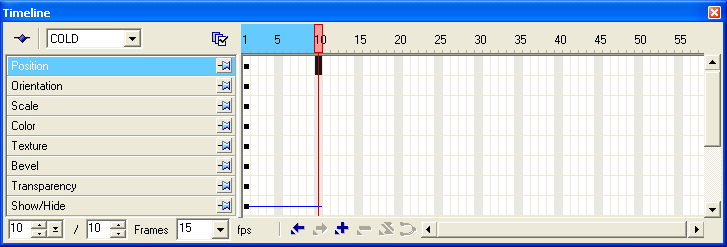 Timeline
COLD
1 5 10 15 20 25 30 35 40 45 50 55
Position
Orientation
Scale
Color
Texture
Bevel
Transparency
Show/Hide
10 / 10 Frames 15 fps